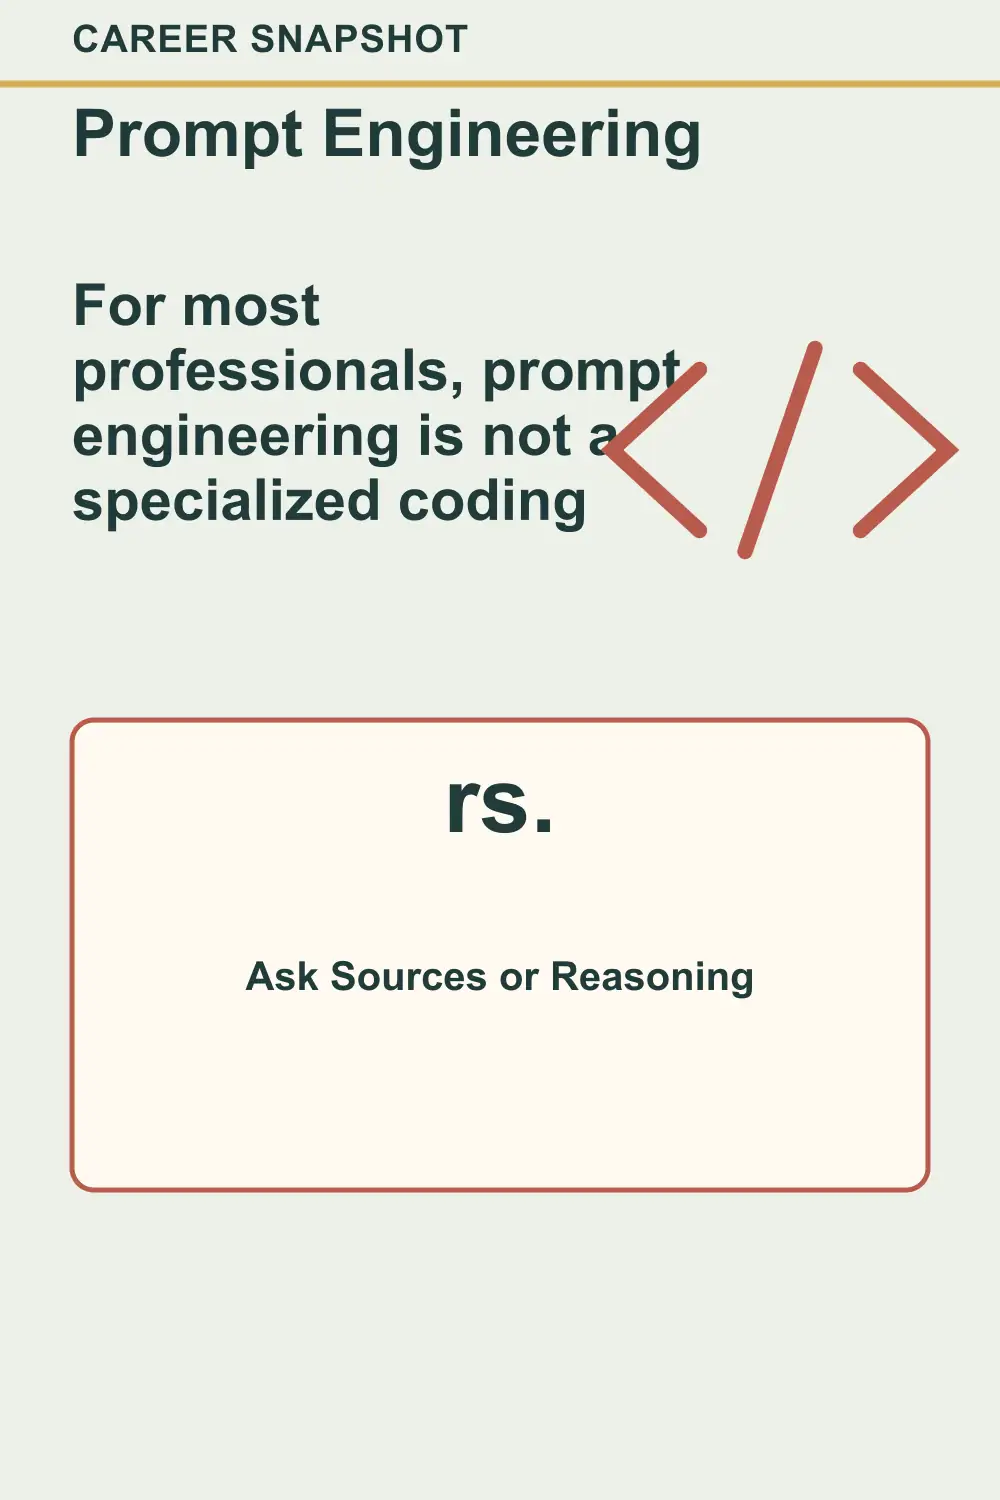 CAREER SNAPSHOT
Prompt Engineering
For most
professionals, prompt
engineering is not a
specialized coding
rs.
Ask Sources or Reasoning